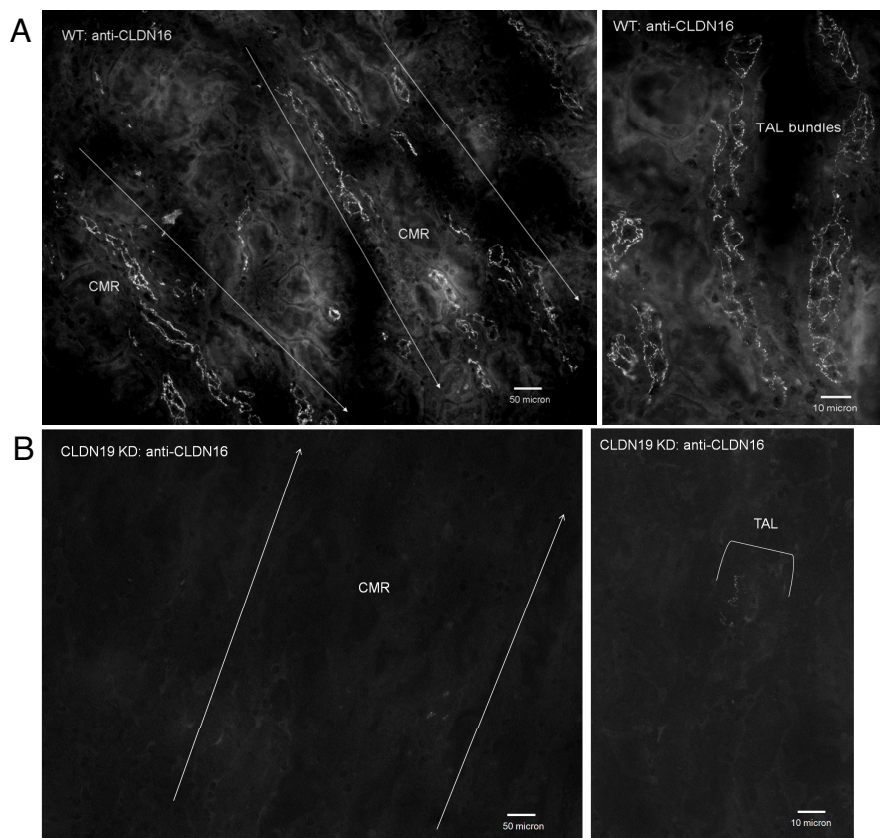 A
WT: anti-CLDN16
CMR
CMR
50 micron
WT: anti-CLDN16
TAL bundles
10 micron
B
CLDN19 KD: anti-CLDN16
CMR
50 micron
CLDN19 KD: anti-CLDN16
TAL
10 micron